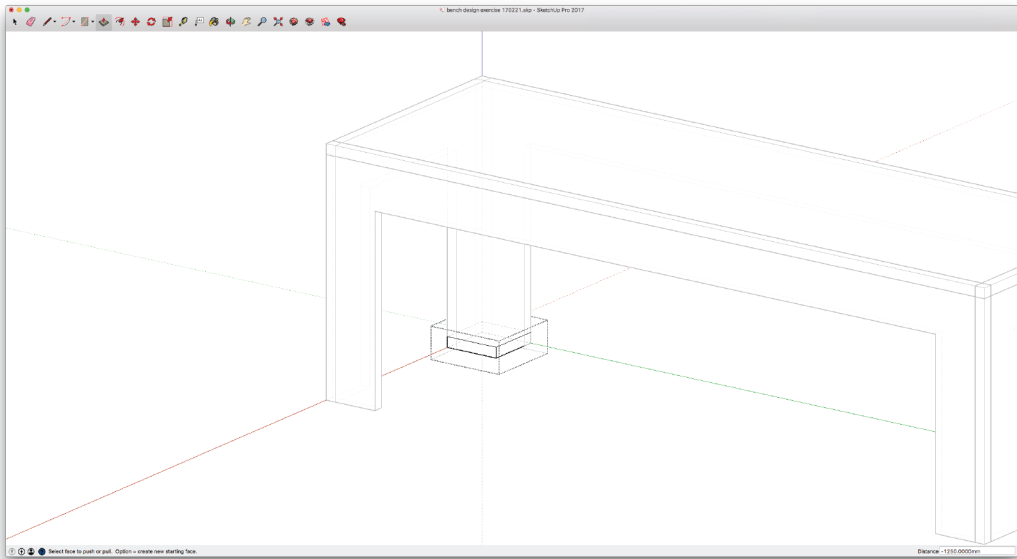 bench design exercise 170221.skp - SketchUp Pro 2017
Select face to push or pull. Option = create new starting face.
Distance -1250.0000mm